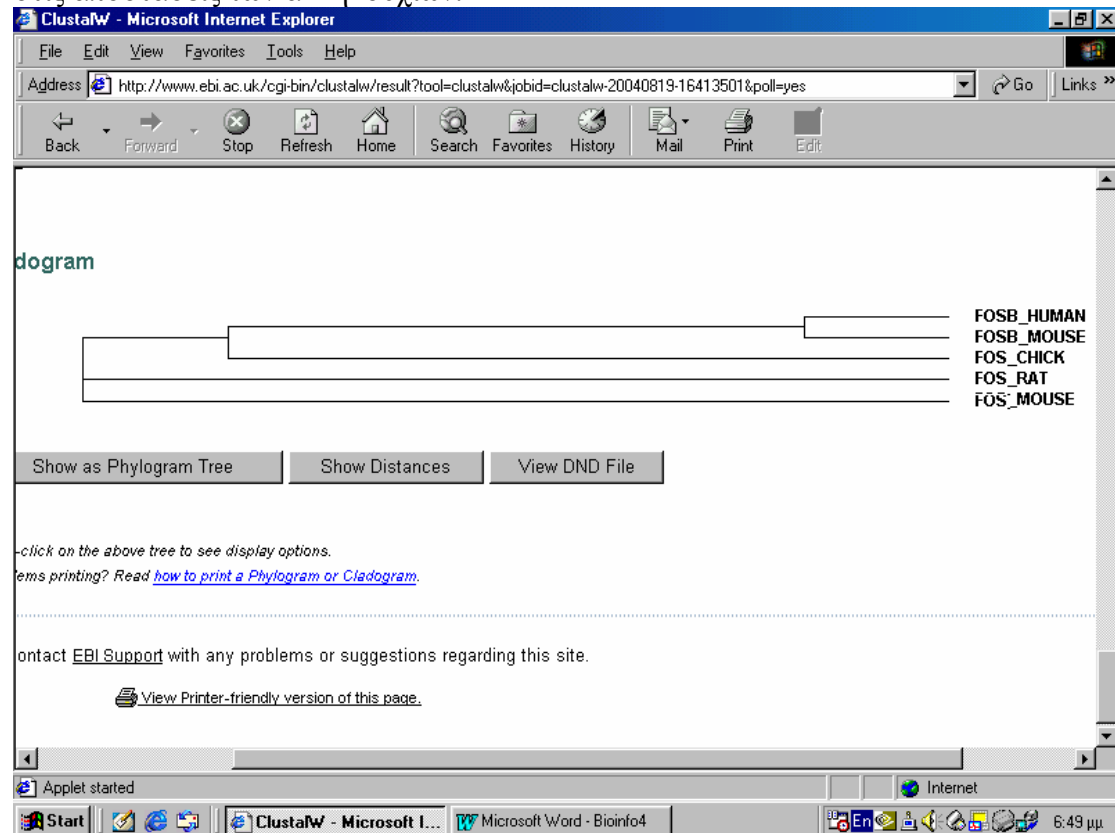 ClustalW - Microsoft Internet Explorer
File Edit View Favorites Tools Help
Address http://www.ebi.ac.uk/cgi-bin/clustalw/result?tool=clustalw&jobid=clustalw-20040819-16413501&poll=yes Go Links »
Back Forward Stop Refresh Home Search Favorites History Mail Print Edit
dogram
FOSB_HUMAN
FOSB_MOUSE
FOS_CHICK
FOS_RAT
FOS_MOUSE
Show as Phylogram Tree Show Distances View DND File
-click on the above tree to see display options.
ems printing? Read how to print a Phylogram or Cladogram.
ontact EBI Support with any problems or suggestions regarding this site.
View Printer-friendly version of this page.
Applet started Internet
Start ClustalW - Microsoft I... Microsoft Word - Bioinfo4 En 6:49 μμ